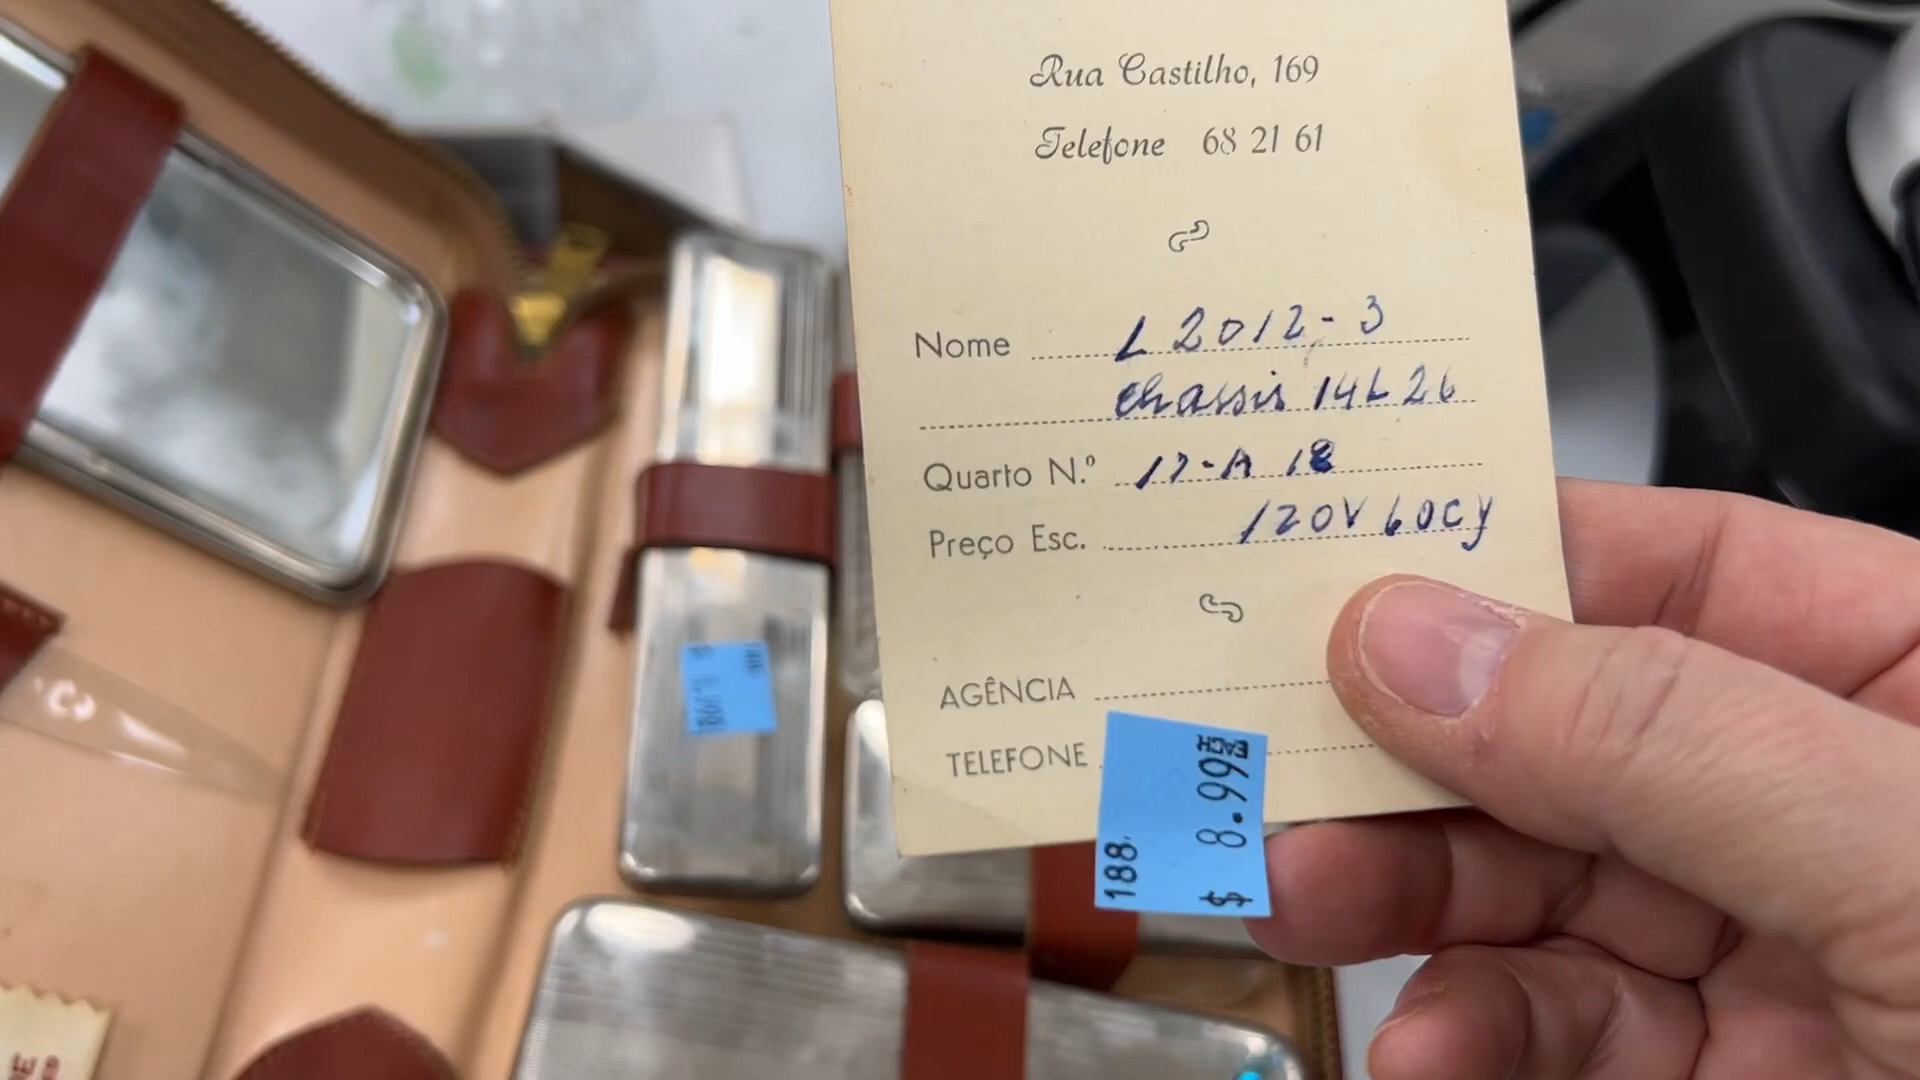 Rua Castilho, 169
Telefone 68 21 61
Nome L 2012-3
chassis 14L26
Quarto N.º 17-A 18
Preço Esc. 120V 60cy
AGÊNCIA
TELEFONE
188.
$ 8.99 EACH